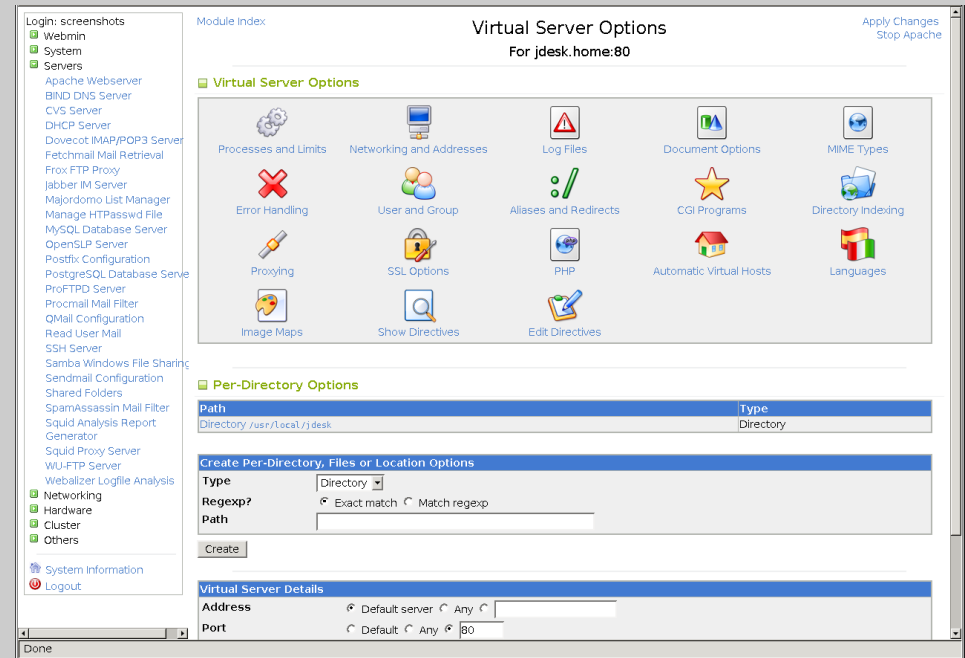 Login: screenshots
Webmin
System
Servers
Apache Webserver
BIND DNS Server
CVS Server
DHCP Server
Dovecot IMAP/POP3 Server
Fetchmail Mail Retrieval
Frox FTP Proxy
Jabber IM Server
Majordomo List Manager
Manage HTPasswd File
MySQL Database Server
OpenSLP Server
Postfix Configuration
PostgreSQL Database Serve
ProFTPD Server
Procmail Mail Filter
QMail Configuration
Read User Mail
SSH Server
Samba Windows File Sharing
Sendmail Configuration
Shared Folders
SpamAssassin Mail Filter
Squid Analysis Report
Generator
Squid Proxy Server
WU-FTP Server
Webalizer Logfile Analysis
Networking
Hardware
Cluster
Others
System Information
Logout
Module Index
Virtual Server Options
For jdesk.home:80
Apply Changes
Stop Apache
Virtual Server Options
Processes and Limits Networking and Addresses Log Files Document Options MIME Types
Error Handling User and Group Aliases and Redirects CGI Programs Directory Indexing
Proxying SSL Options PHP Automatic Virtual Hosts Languages
Image Maps Show Directives Edit Directives
Per-Directory Options
Path Type
Directory /usr/local/jdesk Directory
Create Per-Directory, Files or Location Options
Type Directory
Regexp? Exact match Match regexp
Path
Create
Virtual Server Details
Address Default server Any
Port Default Any 80
Done